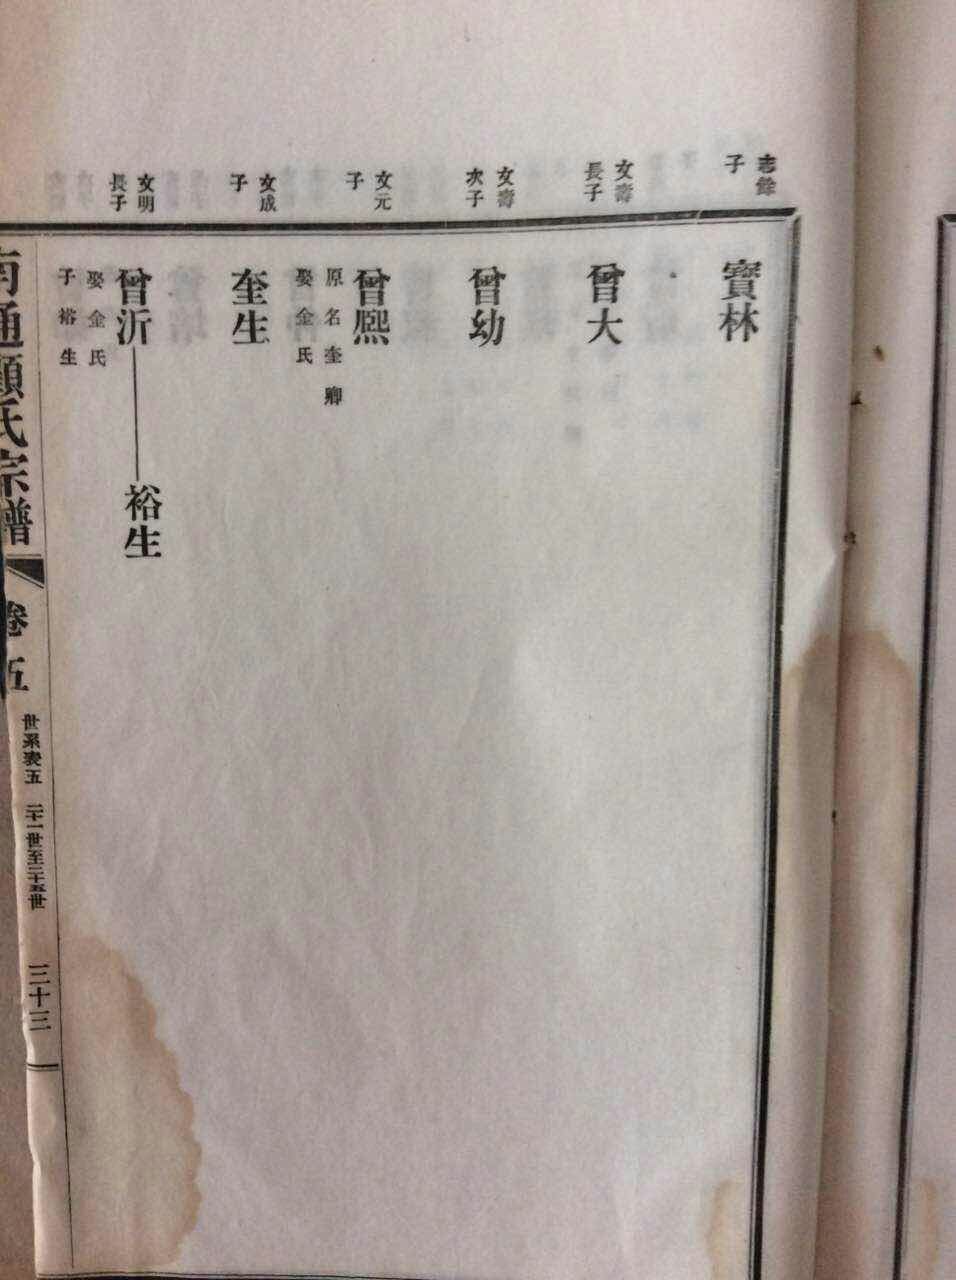 志餘
子
寶林
文壽
長子
曾大
文壽
次子
曾幼
文元
子
曾熙
原名奎卿
娶金氏
文成
子
奎生
文明
長子
曾沂
裕生
娶金氏
子裕生
南通顧氏宗譜
卷五
世系表五
二十一世至二十五世
三十三